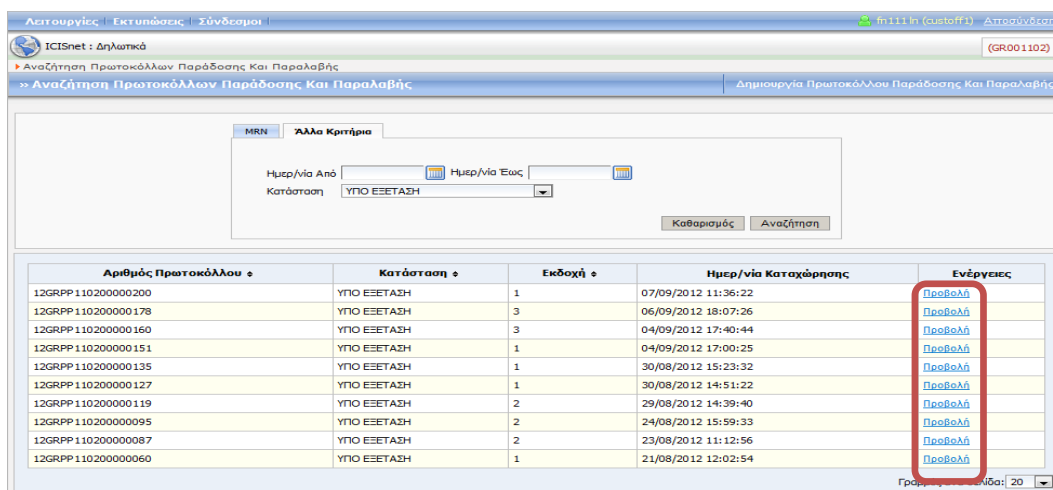 Λειτουργίες Εκτυπώσεις Σύνδεσμοι fn111 ln (custoff1) Αποσύνδεση
ICISnet : Δηλωτικά (GR001102)
Αναζήτηση Πρωτοκόλλων Παράδοσης Και Παραλαβής
» Αναζήτηση Πρωτοκόλλων Παράδοσης Και Παραλαβής Δημιουργία Πρωτοκόλλου Παράδοσης Και Παραλαβής
MRN Άλλα Κριτήρια
Ημερ/νία Από Ημερ/νία Έως
Κατάσταση ΥΠΟ ΕΞΕΤΑΣΗ
Καθαρισμός Αναζήτηση
Αριθμός Πρωτοκόλλου Κατάσταση Εκδοχή Ημερ/νία Καταχώρησης Ενέργειες
12GRPP110200000200 ΥΠΟ ΕΞΕΤΑΣΗ 1 07/09/2012 11:36:22 Προβολή
12GRPP110200000178 ΥΠΟ ΕΞΕΤΑΣΗ 3 06/09/2012 18:07:26 Προβολή
12GRPP110200000160 ΥΠΟ ΕΞΕΤΑΣΗ 3 04/09/2012 17:40:44 Προβολή
12GRPP110200000151 ΥΠΟ ΕΞΕΤΑΣΗ 1 04/09/2012 17:00:25 Προβολή
12GRPP110200000135 ΥΠΟ ΕΞΕΤΑΣΗ 1 30/08/2012 15:23:32 Προβολή
12GRPP110200000127 ΥΠΟ ΕΞΕΤΑΣΗ 1 30/08/2012 14:51:22 Προβολή
12GRPP110200000119 ΥΠΟ ΕΞΕΤΑΣΗ 2 29/08/2012 14:39:40 Προβολή
12GRPP110200000095 ΥΠΟ ΕΞΕΤΑΣΗ 2 24/08/2012 15:59:33 Προβολή
12GRPP110200000087 ΥΠΟ ΕΞΕΤΑΣΗ 2 23/08/2012 11:12:56 Προβολή
12GRPP110200000060 ΥΠΟ ΕΞΕΤΑΣΗ 1 21/08/2012 12:02:54 Προβολή
20